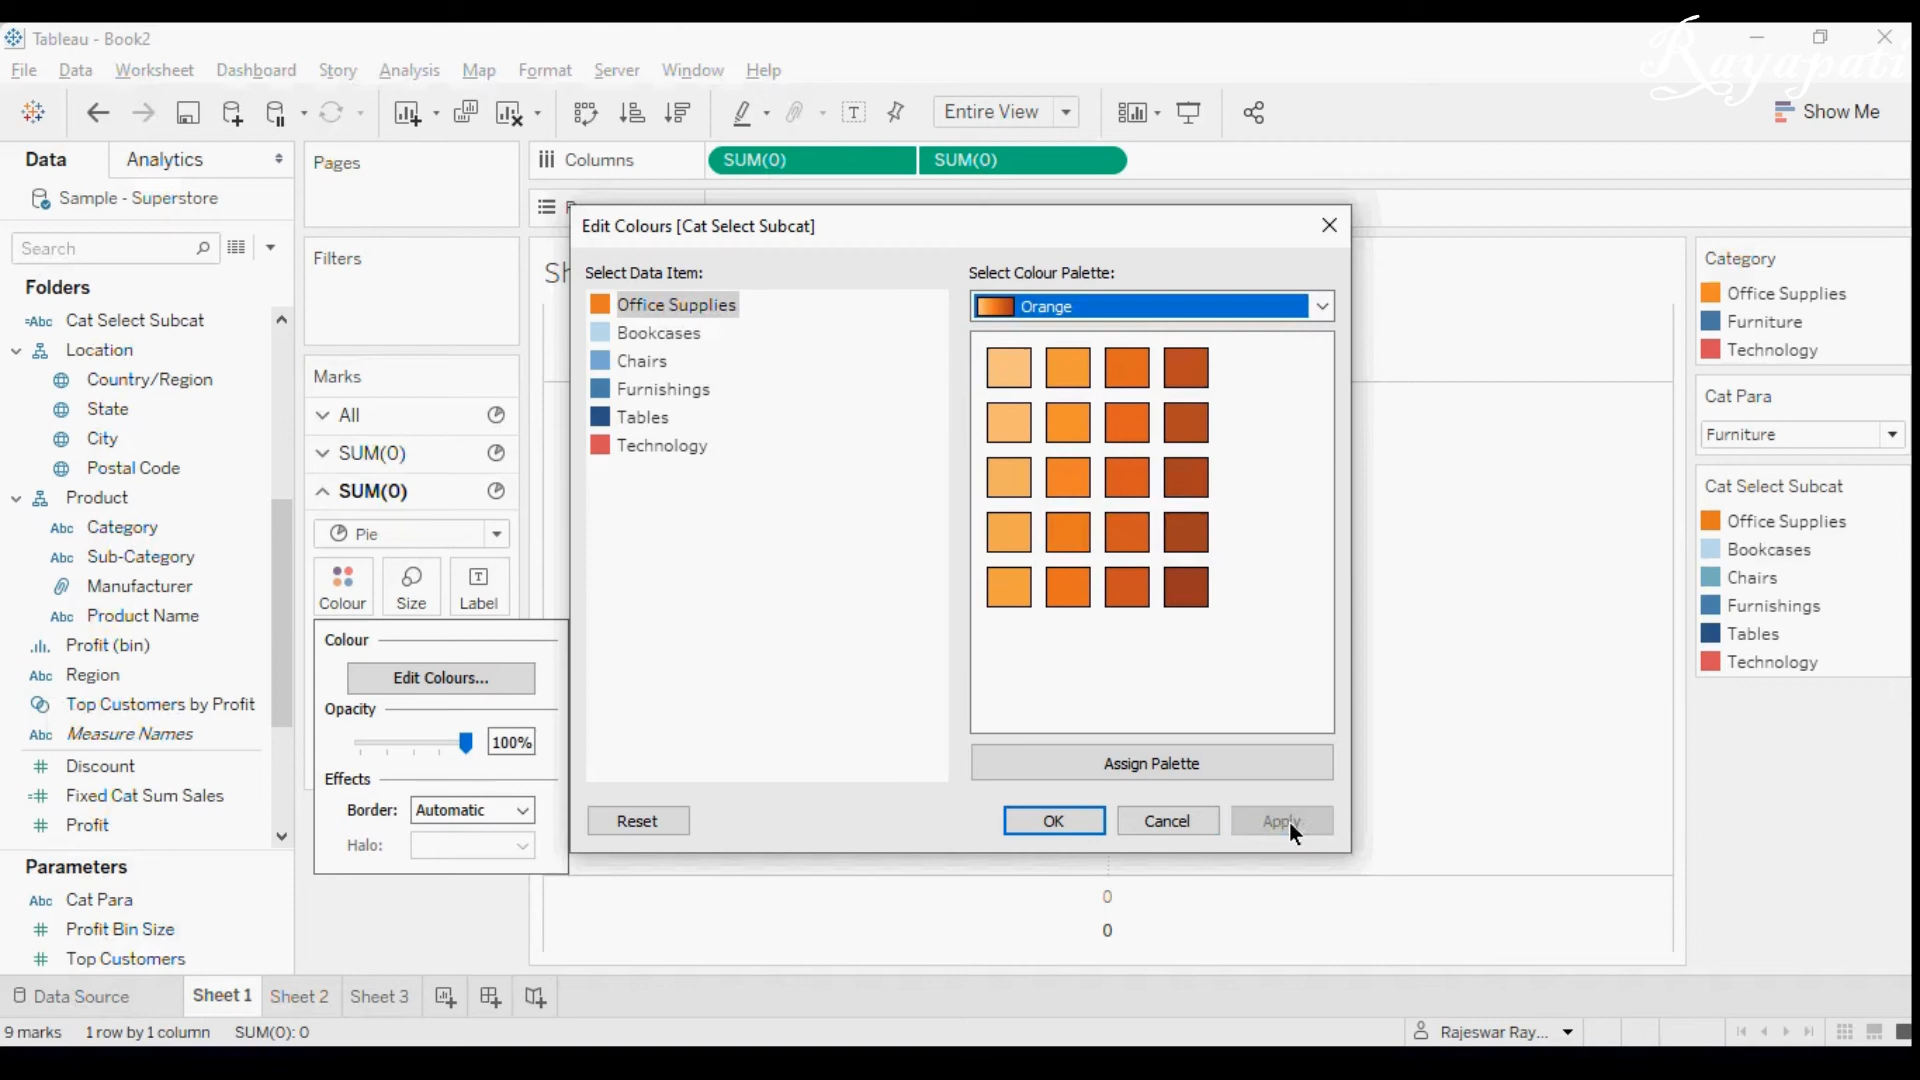 Rayapati
Tableau - Book2
File Data Worksheet Dashboard Story Analysis Map Format Server Window Help
Entire View
Show Me
Data Analytics
Sample - Superstore
Search
Folders
Cat Select Subcat
Location
Country/Region
State
City
Postal Code
Product
Category
Sub-Category
Manufacturer
Product Name
Profit (bin)
Region
Top Customers by Profit
Measure Names
Discount
Fixed Cat Sum Sales
Profit
Parameters
Cat Para
Profit Bin Size
Top Customers
Pages
Filters
Marks
All
SUM(0)
SUM(0)
Pie
Colour Size Label
Colour
Edit Colours...
Opacity
100%
Effects
Border: Automatic
Halo:
Columns SUM(0) SUM(0)
Edit Colours [Cat Select Subcat]
Select Data Item:
Office Supplies
Bookcases
Chairs
Furnishings
Tables
Technology
Select Colour Palette:
Orange
Assign Palette
Reset OK Cancel Apply
0
0
Category
Office Supplies
Furniture
Technology
Cat Para
Furniture
Cat Select Subcat
Office Supplies
Bookcases
Chairs
Furnishings
Tables
Technology
Data Source Sheet 1 Sheet 2 Sheet 3
9 marks 1 row by 1 column SUM(0): 0
Rajeswar Ray...